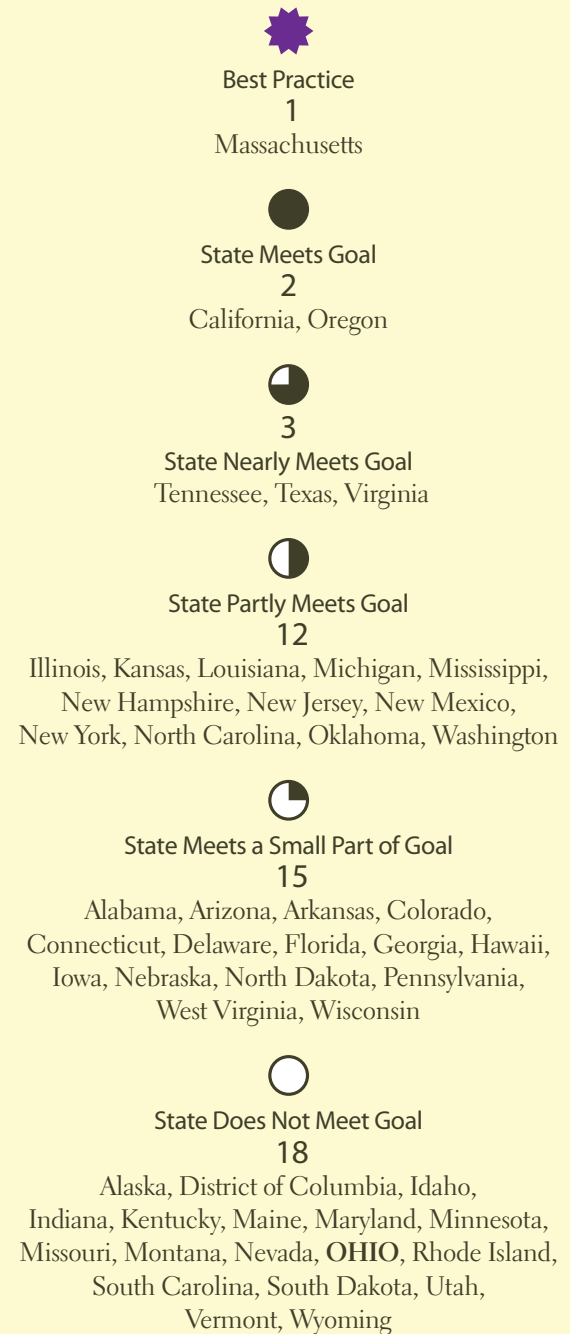 Best Practice
1
Massachusetts
State Meets Goal
2
California, Oregon
3
State Nearly Meets Goal
Tennessee, Texas, Virginia
State Partly Meets Goal
12
Illinois, Kansas, Louisiana, Michigan, Mississippi,
New Hampshire, New Jersey, New Mexico,
New York, North Carolina, Oklahoma, Washington
State Meets a Small Part of Goal
15
Alabama, Arizona, Arkansas, Colorado,
Connecticut, Delaware, Florida, Georgia, Hawaii,
Iowa, Nebraska, North Dakota, Pennsylvania,
West Virginia, Wisconsin
State Does Not Meet Goal
18
Alaska, District of Columbia, Idaho,
Indiana, Kentucky, Maine, Maryland, Minnesota,
Missouri, Montana, Nevada, OHIO, Rhode Island,
South Carolina, South Dakota, Utah,
Vermont, Wyoming